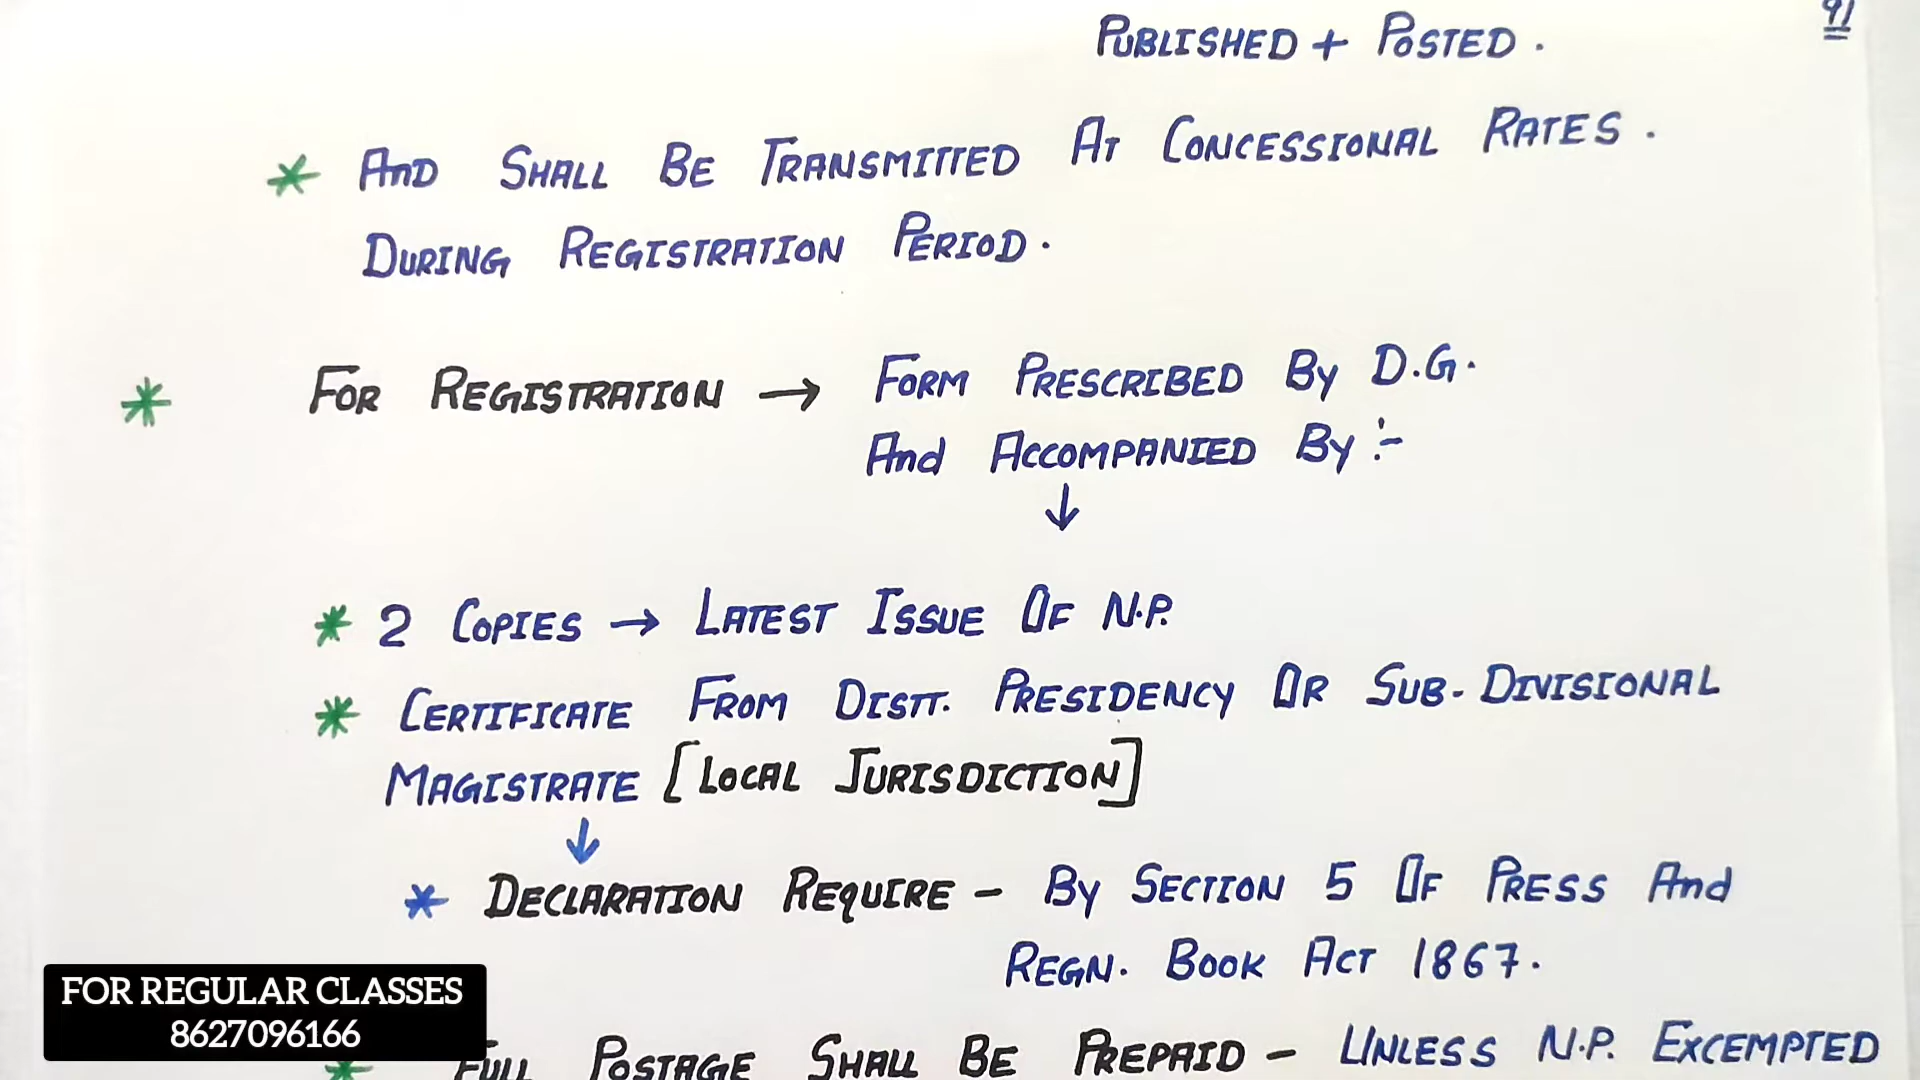 91
PUBLISHED + POSTED.
* AND SHALL BE TRANSMITTED AT CONCESSIONAL RATES.
DURING REGISTRATION PERIOD.
* FOR REGISTRATION → FORM PRESCRIBED BY D.G.
AND ACCOMPANIED BY :-
↓
* 2 COPIES → LATEST ISSUE OF N.P.
* CERTIFICATE FROM DISTT. PRESIDENCY OR SUB-DIVISIONAL
MAGISTRATE [LOCAL JURISDICTION]
↓
* DECLARATION REQUIRE - BY SECTION 5 OF PRESS AND
REGN. BOOK ACT 1867.
* FULL POSTAGE SHALL BE PREPAID - UNLESS N.P. EXCEMPTED
FOR REGULAR CLASSES
8627096166